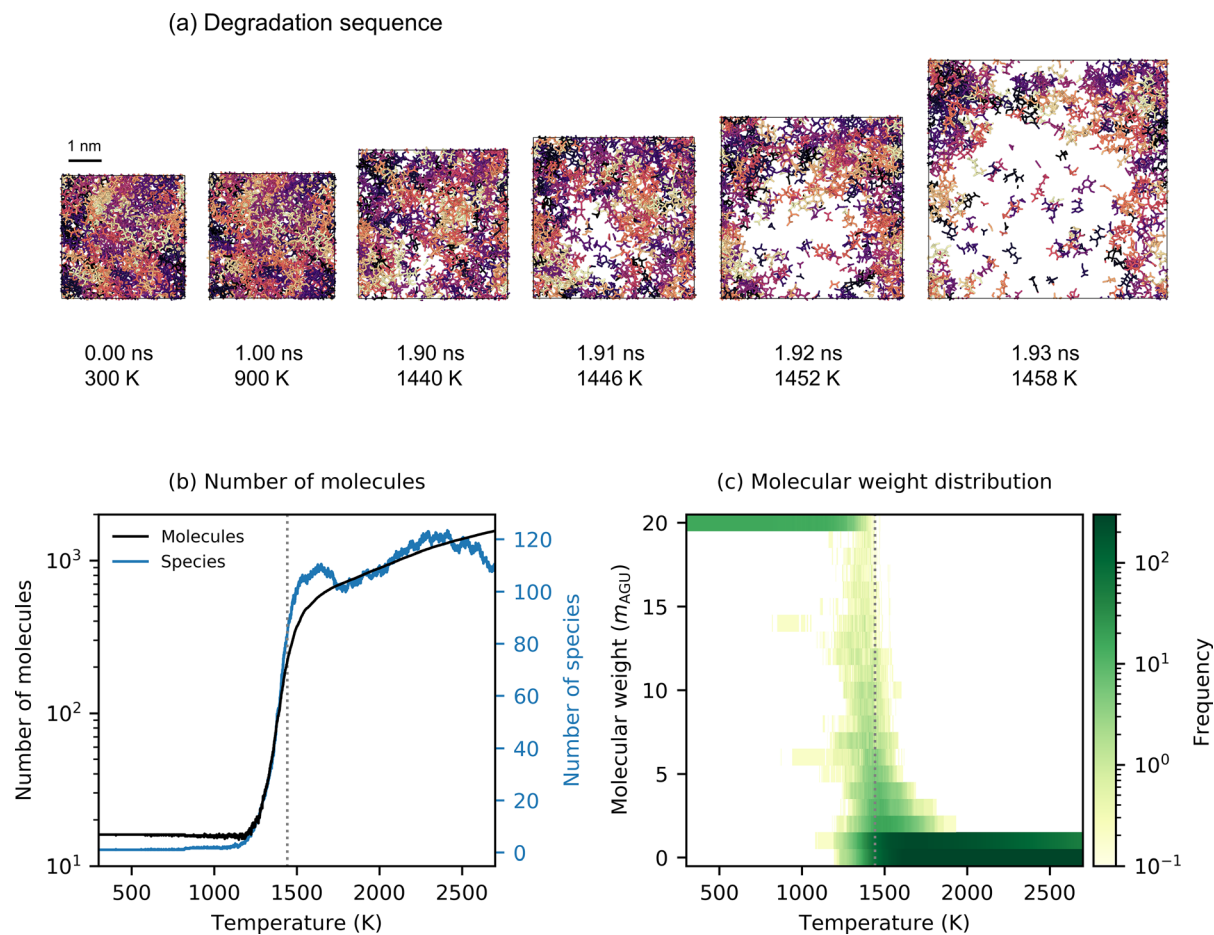 (a) Degradation sequence
1 nm
0.00 ns
300 K
1.00 ns
900 K
1.90 ns
1440 K
1.91 ns
1446 K
1.92 ns
1452 K
1.93 ns
1458 K
(b) Number of molecules
Molecules
Species
10³
10²
10¹
Number of molecules
120
100
80
60
40
20
0
Number of species
500 1000 1500 2000 2500
Temperature (K)
(c) Molecular weight distribution
20
15
10
5
0
Molecular weight (m_AGU)
500 1000 1500 2000 2500
Temperature (K)
10²
10¹
10⁰
10⁻¹
Frequency